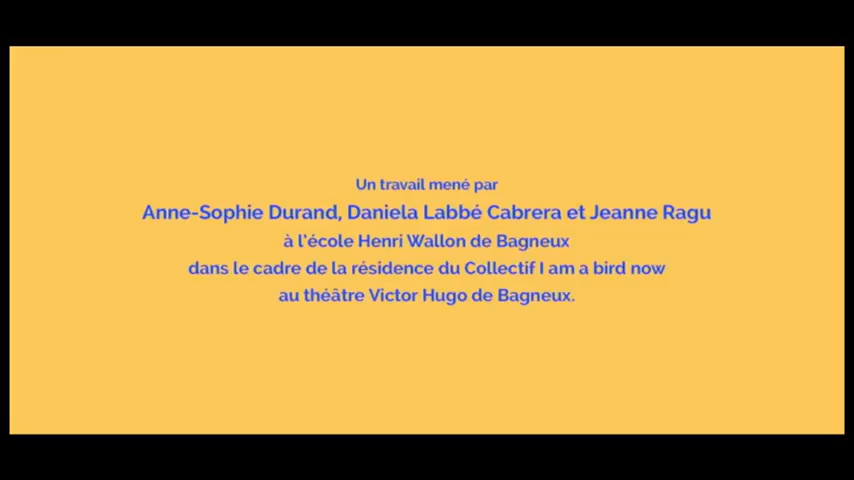 Un travail mené par
Anne-Sophie Durand, Daniela Labbé Cabrera et Jeanne Ragu
à l'école Henri Wallon de Bagneux
dans le cadre de la résidence du Collectif I am a bird now
au théâtre Victor Hugo de Bagneux.